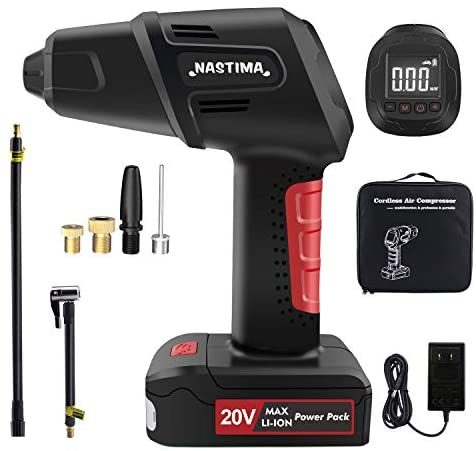 NASTIMA
0.00
M
Cordless Air Compressor
20V
MAX
LI-ION
Power Pack